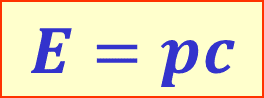 E = pc